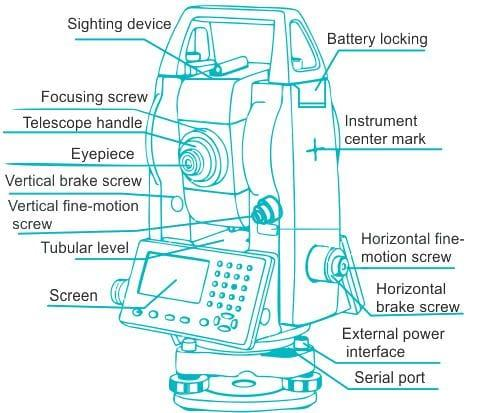 Sighting device
Battery locking
Focusing screw
Telescope handle
Instrument
center mark
Eyepiece
Vertical brake screw
Vertical fine-motion
screw
Tubular level
Horizontal fine-
motion screw
Screen
Horizontal
brake screw
External power
interface
Serial port